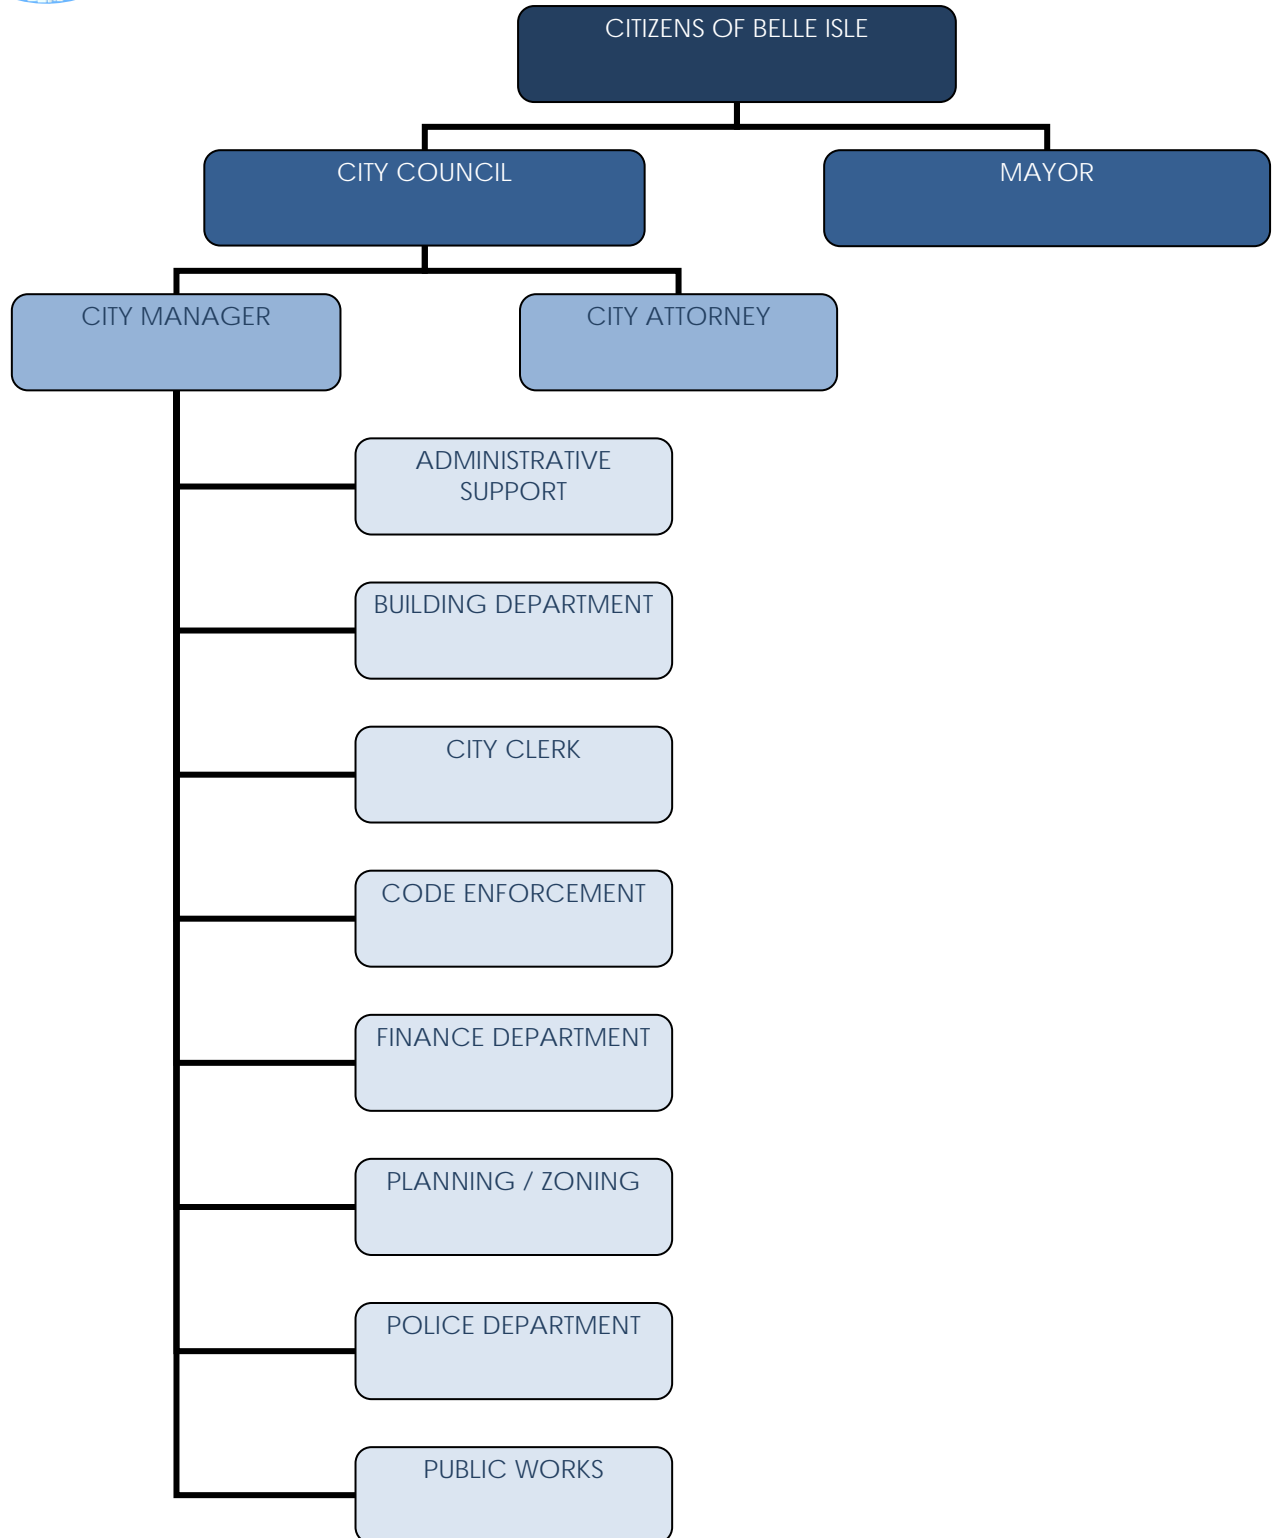 CITIZENS OF BELLE ISLE
CITY COUNCIL
MAYOR
CITY MANAGER
CITY ATTORNEY
ADMINISTRATIVE
SUPPORT
BUILDING DEPARTMENT
CITY CLERK
CODE ENFORCEMENT
FINANCE DEPARTMENT
PLANNING / ZONING
POLICE DEPARTMENT
PUBLIC WORKS